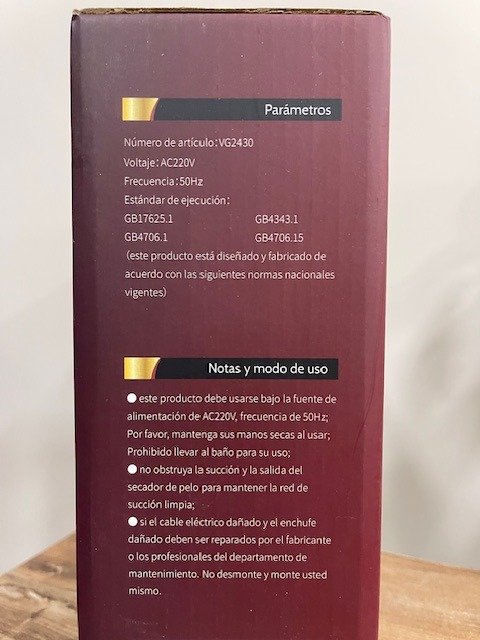 Parámetros
Número de artículo:VG2430
Voltaje:AC220V
Frecuencia:50Hz
Estándar de ejecución:
GB17625.1 GB4343.1
GB4706.1 GB4706.15
(este producto está diseñado y fabricado de
acuerdo con las siguientes normas nacionales
vigentes)
Notas y modo de uso
●este producto debe usarse bajo la fuente de
alimentación de AC220V, frecuencia de 50Hz;
Por favor, mantenga sus manos secas al usar;
Prohibido llevar al baño para su uso;
●no obstruya la succión y la salida del
secador de pelo para mantener la red de
succión limpia;
●si el cable eléctrico dañado y el enchufe
dañado deben ser reparados por el fabricante
o los profesionales del departamento de
mantenimiento. No desmonte y monte usted
mismo.